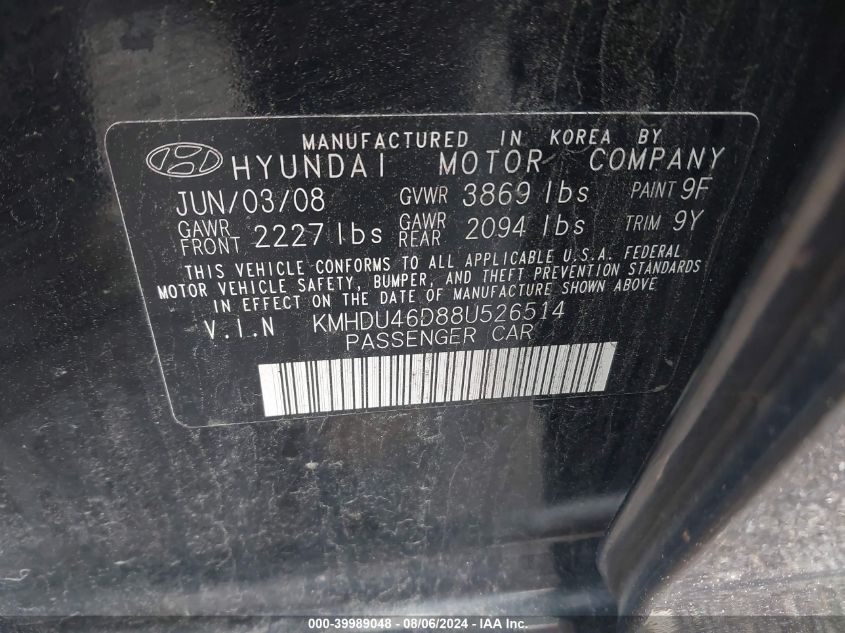 MANUFACTURED IN KOREA BY
HYUNDAI MOTOR COMPANY
JUN/03/08 GVWR 3869 lbs PAINT 9F
GAWR FRONT 2227 lbs GAWR REAR 2094 lbs TRIM 9Y
THIS VEHICLE CONFORMS TO ALL APPLICABLE U.S.A. FEDERAL
MOTOR VEHICLE SAFETY, BUMPER, AND THEFT PREVENTION STANDARDS
IN EFFECT ON THE DATE OF MANUFACTURE SHOWN ABOVE
V.I.N KMHDU46D88U526514
PASSENGER CAR
000-39989048 - 08/06/2024 - IAA Inc.